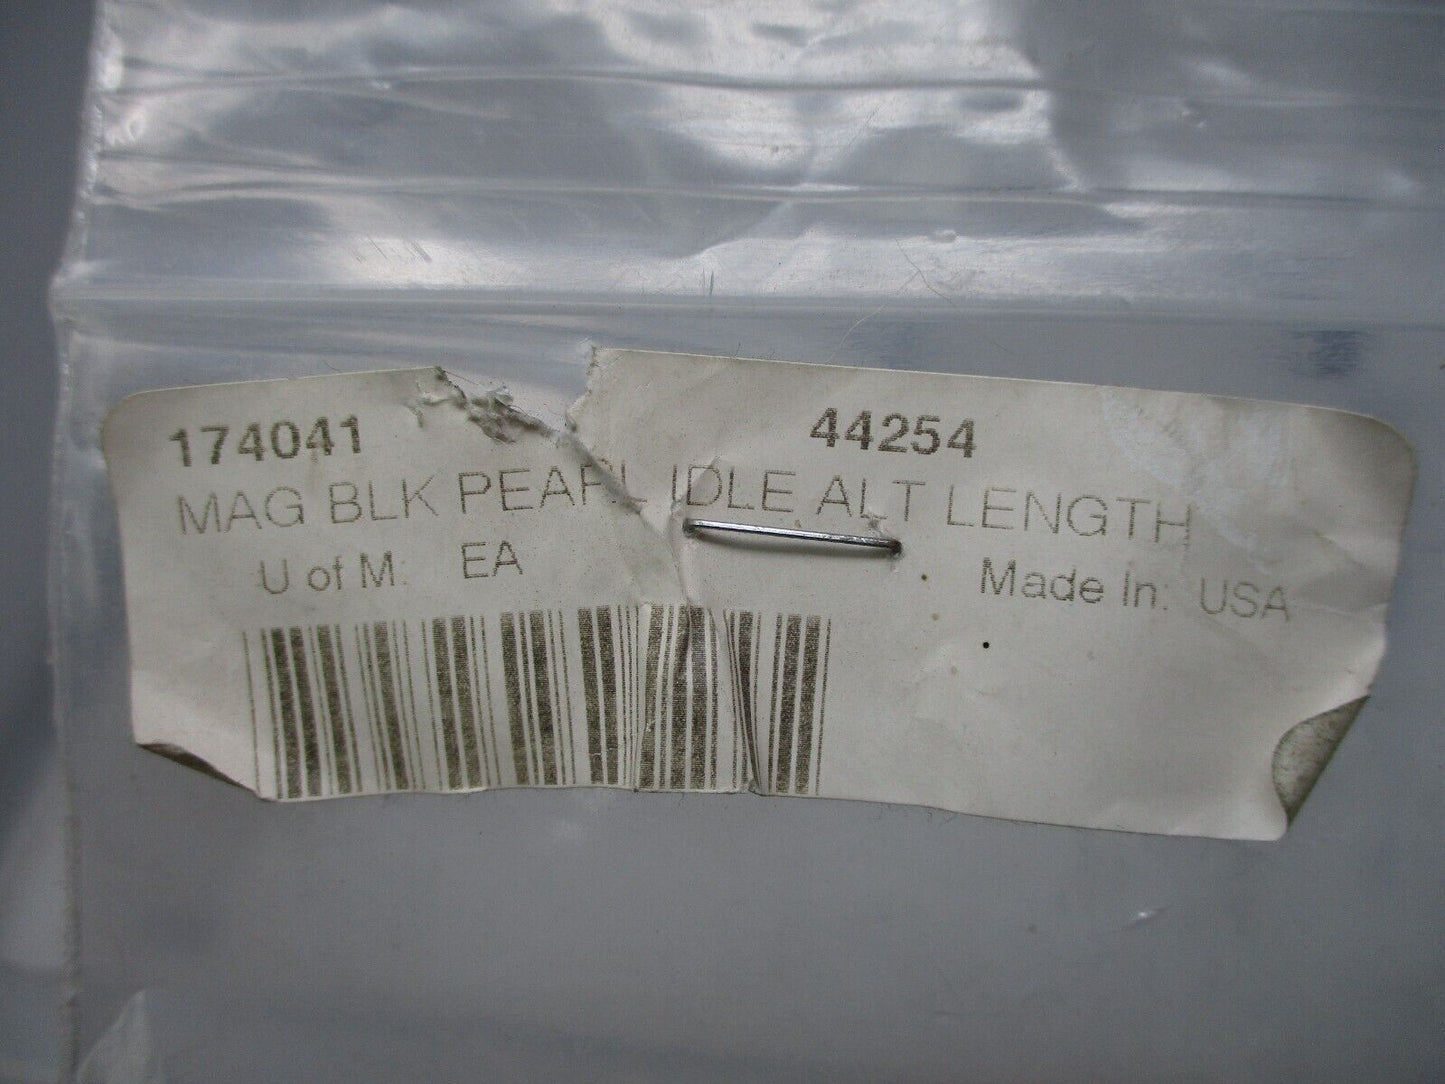 174041 44254
MAG BLK PEARL IDLE ALT LENGTH
U of M: EA Made In: USA